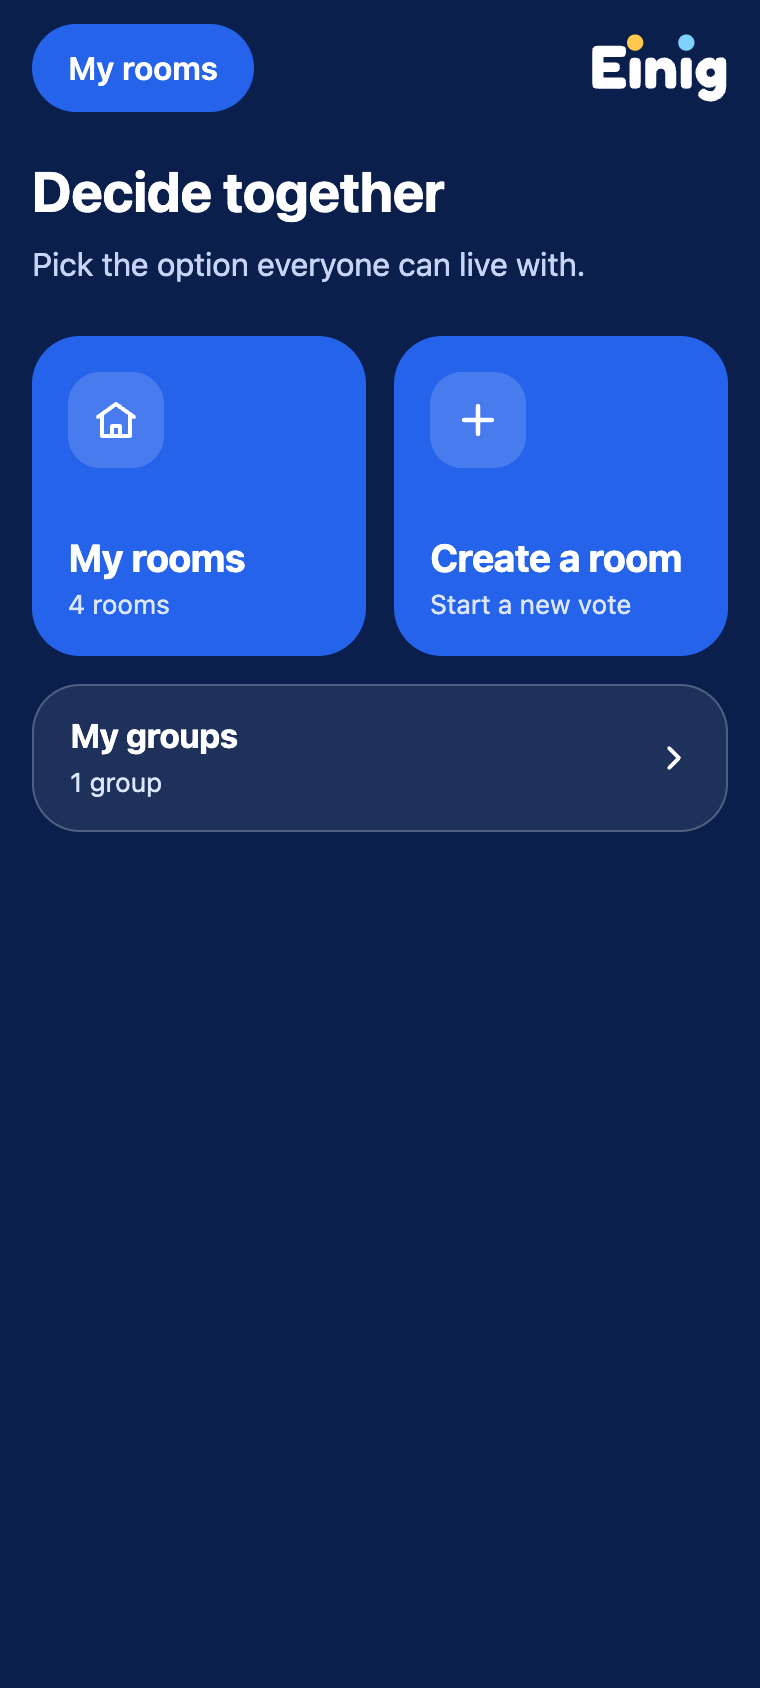 My rooms
Einig
Decide together
Pick the option everyone can live with.
My rooms
4 rooms
Create a room
Start a new vote
My groups
1 group